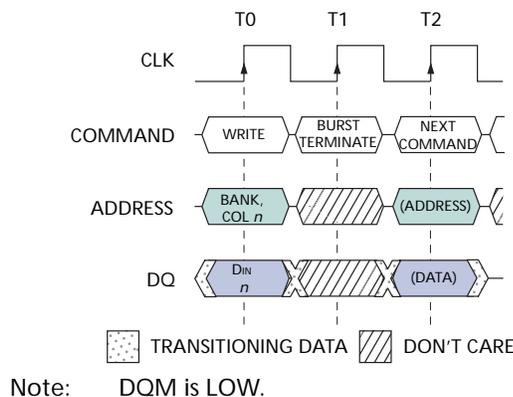 T0 T1 T2
CLK
COMMAND WRITE BURST TERMINATE NEXT COMMAND
ADDRESS BANK, COL n (ADDRESS)
DQ DIN n (DATA)
TRANSITIONING DATA DON'T CARE
Note: DQM is LOW.